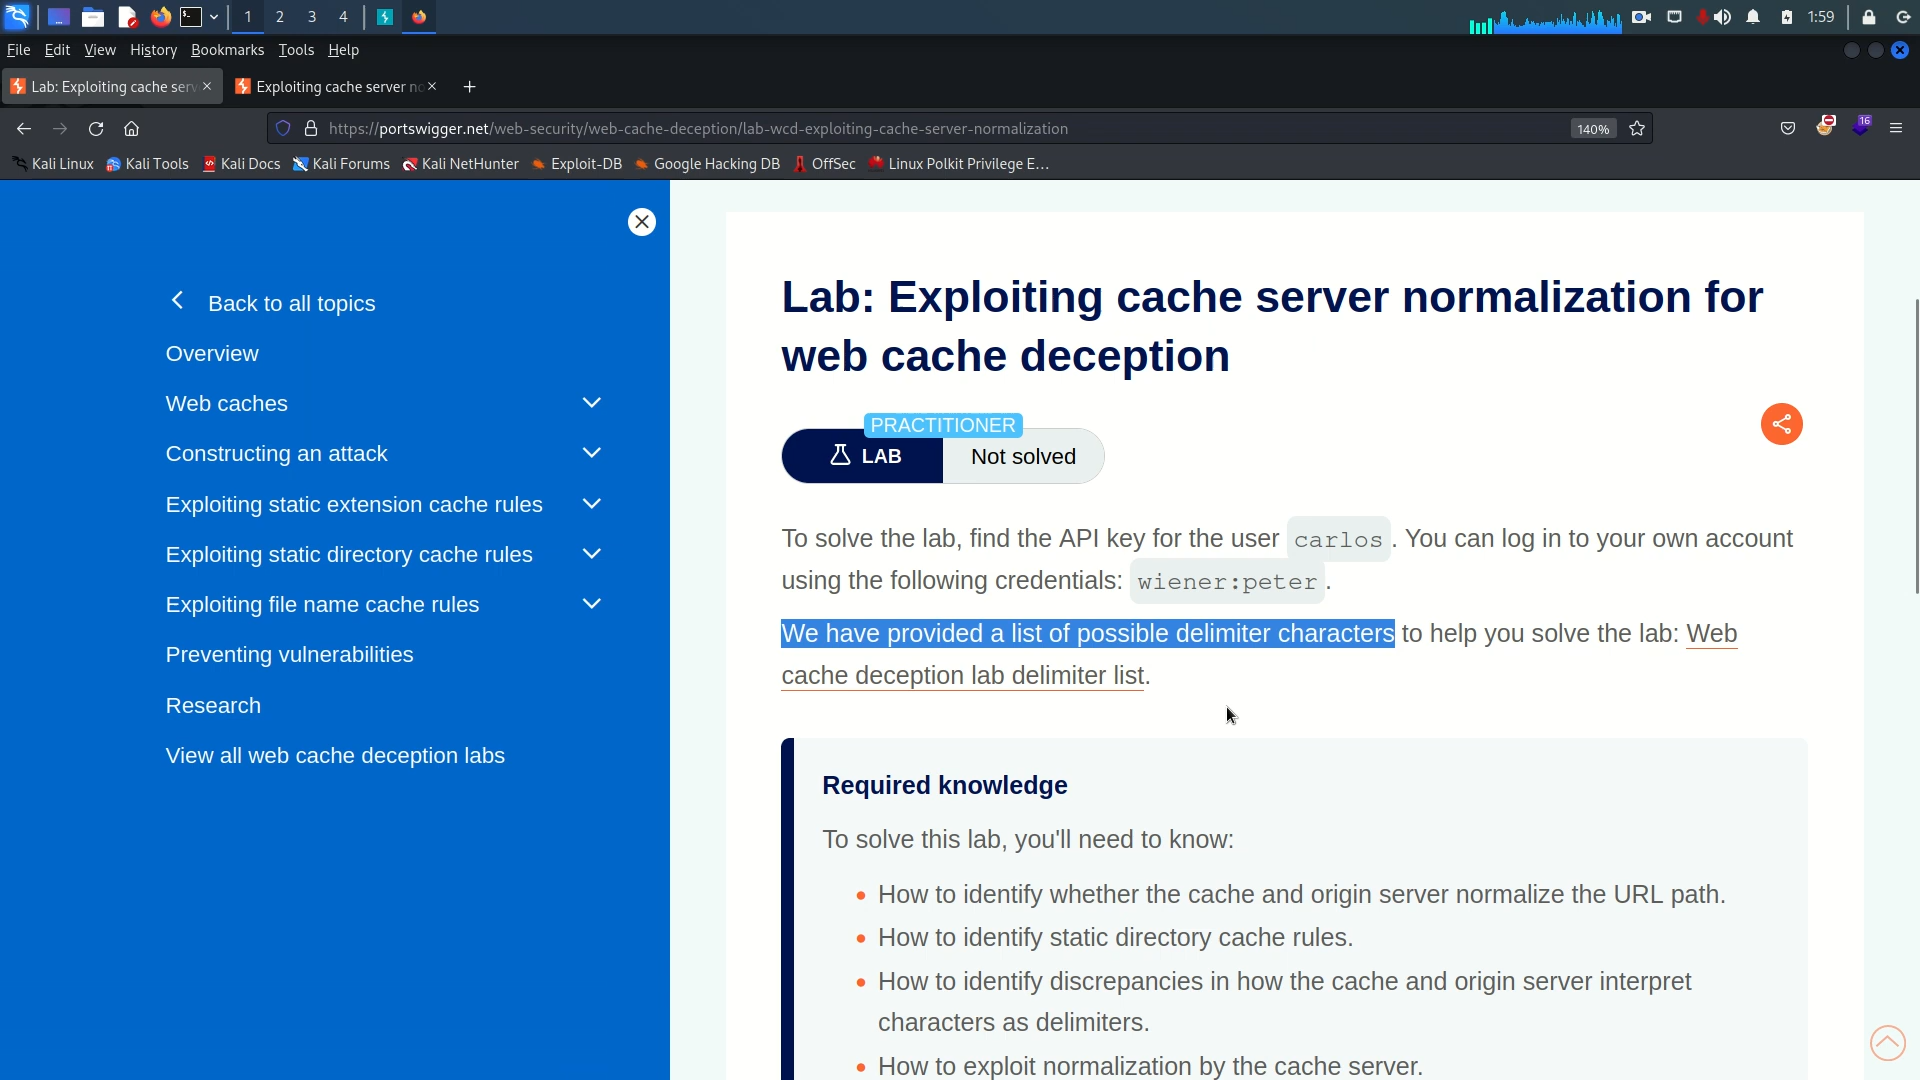 1 2 3 4 1:59
File Edit View History Bookmarks Tools Help
Lab: Exploiting cache serv Exploiting cache server no
https://portswigger.net/web-security/web-cache-deception/lab-wcd-exploiting-cache-server-normalization 140% 16
Kali Linux Kali Tools Kali Docs Kali Forums Kali NetHunter Exploit-DB Google Hacking DB OffSec Linux Polkit Privilege E...
Back to all topics
Overview
Web caches
Constructing an attack
Exploiting static extension cache rules
Exploiting static directory cache rules
Exploiting file name cache rules
Preventing vulnerabilities
Research
View all web cache deception labs
Lab: Exploiting cache server normalization for
web cache deception
PRACTITIONER
LAB Not solved
To solve the lab, find the API key for the user carlos. You can log in to your own account
using the following credentials: wiener:peter.
We have provided a list of possible delimiter characters to help you solve the lab: Web
cache deception lab delimiter list.
Required knowledge
To solve this lab, you'll need to know:
• How to identify whether the cache and origin server normalize the URL path.
• How to identify static directory cache rules.
• How to identify discrepancies in how the cache and origin server interpret
characters as delimiters.
• How to exploit normalization by the cache server.